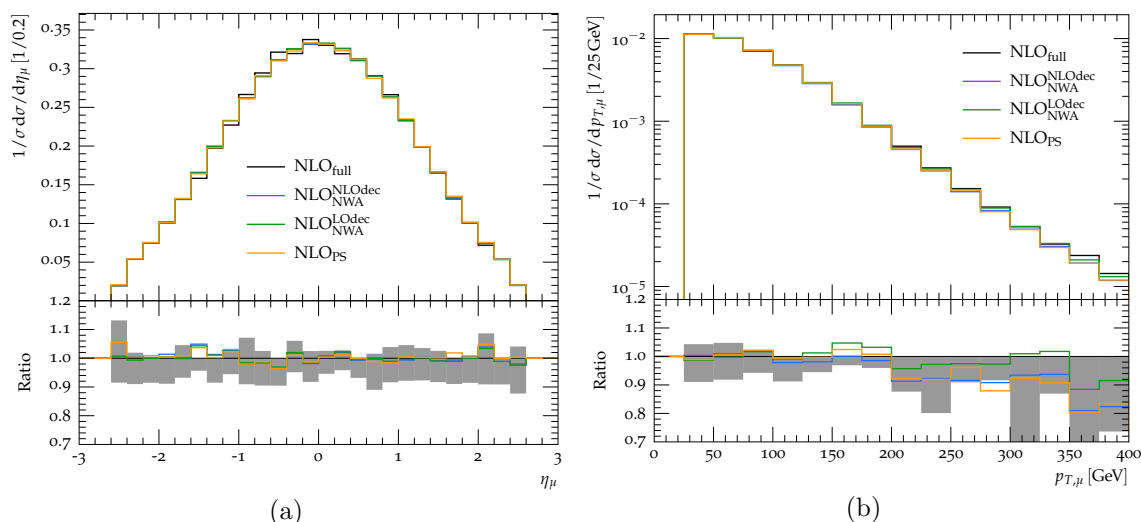 1/σ dσ/dη_μ [1/0.2]
0.35
0.3
0.25
0.2
0.15
0.1
0.05
NLO_full
NLO_NWA^NLOdec
NLO_NWA^LOdec
NLO_PS
Ratio
1.2
1.1
1.0
0.9
0.8
0.7
-3 -2 -1 0 1 2 3
η_μ
(a)
1/σ dσ/dp_T,μ [1/25 GeV]
10^−2
10^−3
10^−4
10^−5
NLO_full
NLO_NWA^NLOdec
NLO_NWA^LOdec
NLO_PS
Ratio
1.2
1.1
1.0
0.9
0.8
0.7
0 50 100 150 200 250 300 350 400
p_T,μ [GeV]
(b)